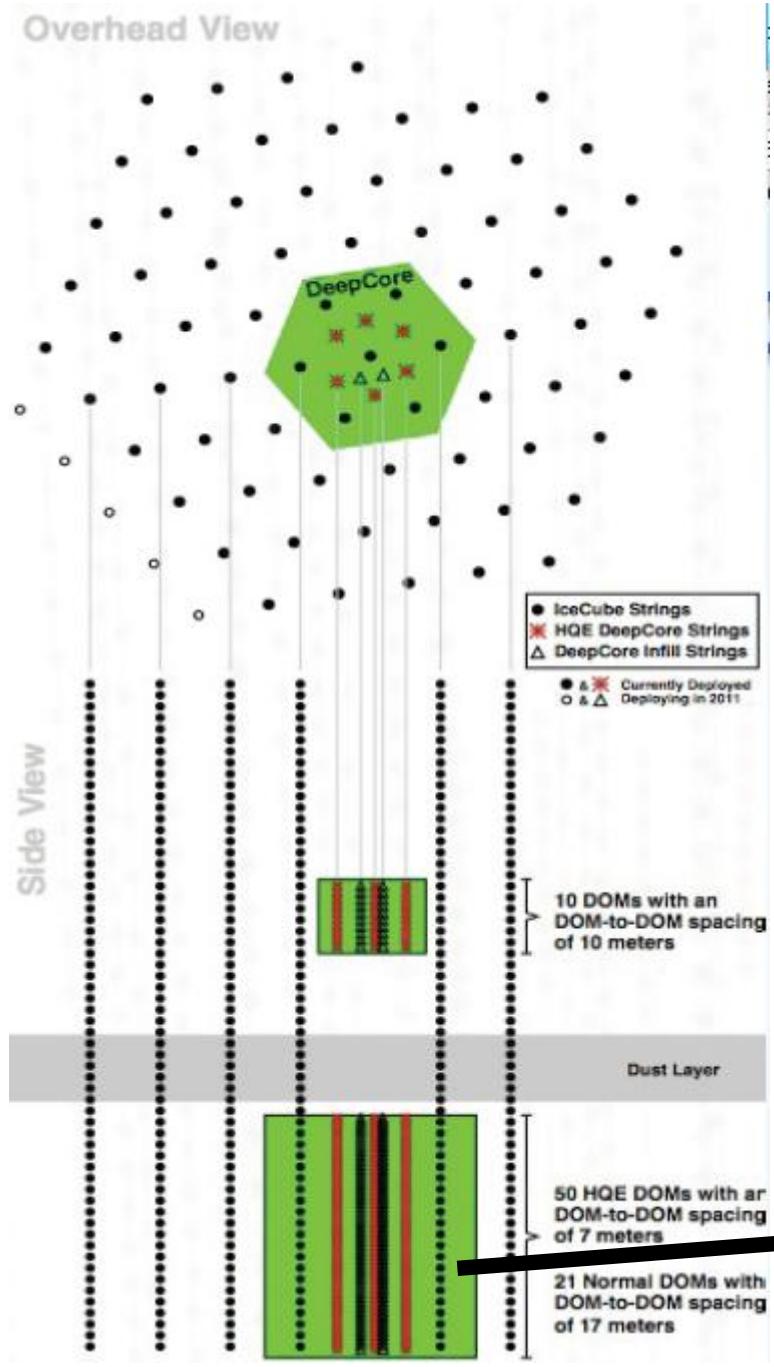 Overhead View
DeepCore
IceCube Strings
HQE DeepCore Strings
DeepCore Infill Strings
& Currently Deployed
& Deploying in 2011
Side View
10 DOMs with an
DOM-to-DOM spacing
of 10 meters
Dust Layer
50 HQE DOMs with an
DOM-to-DOM spacing
of 7 meters
21 Normal DOMs with
DOM-to-DOM spacing
of 17 meters